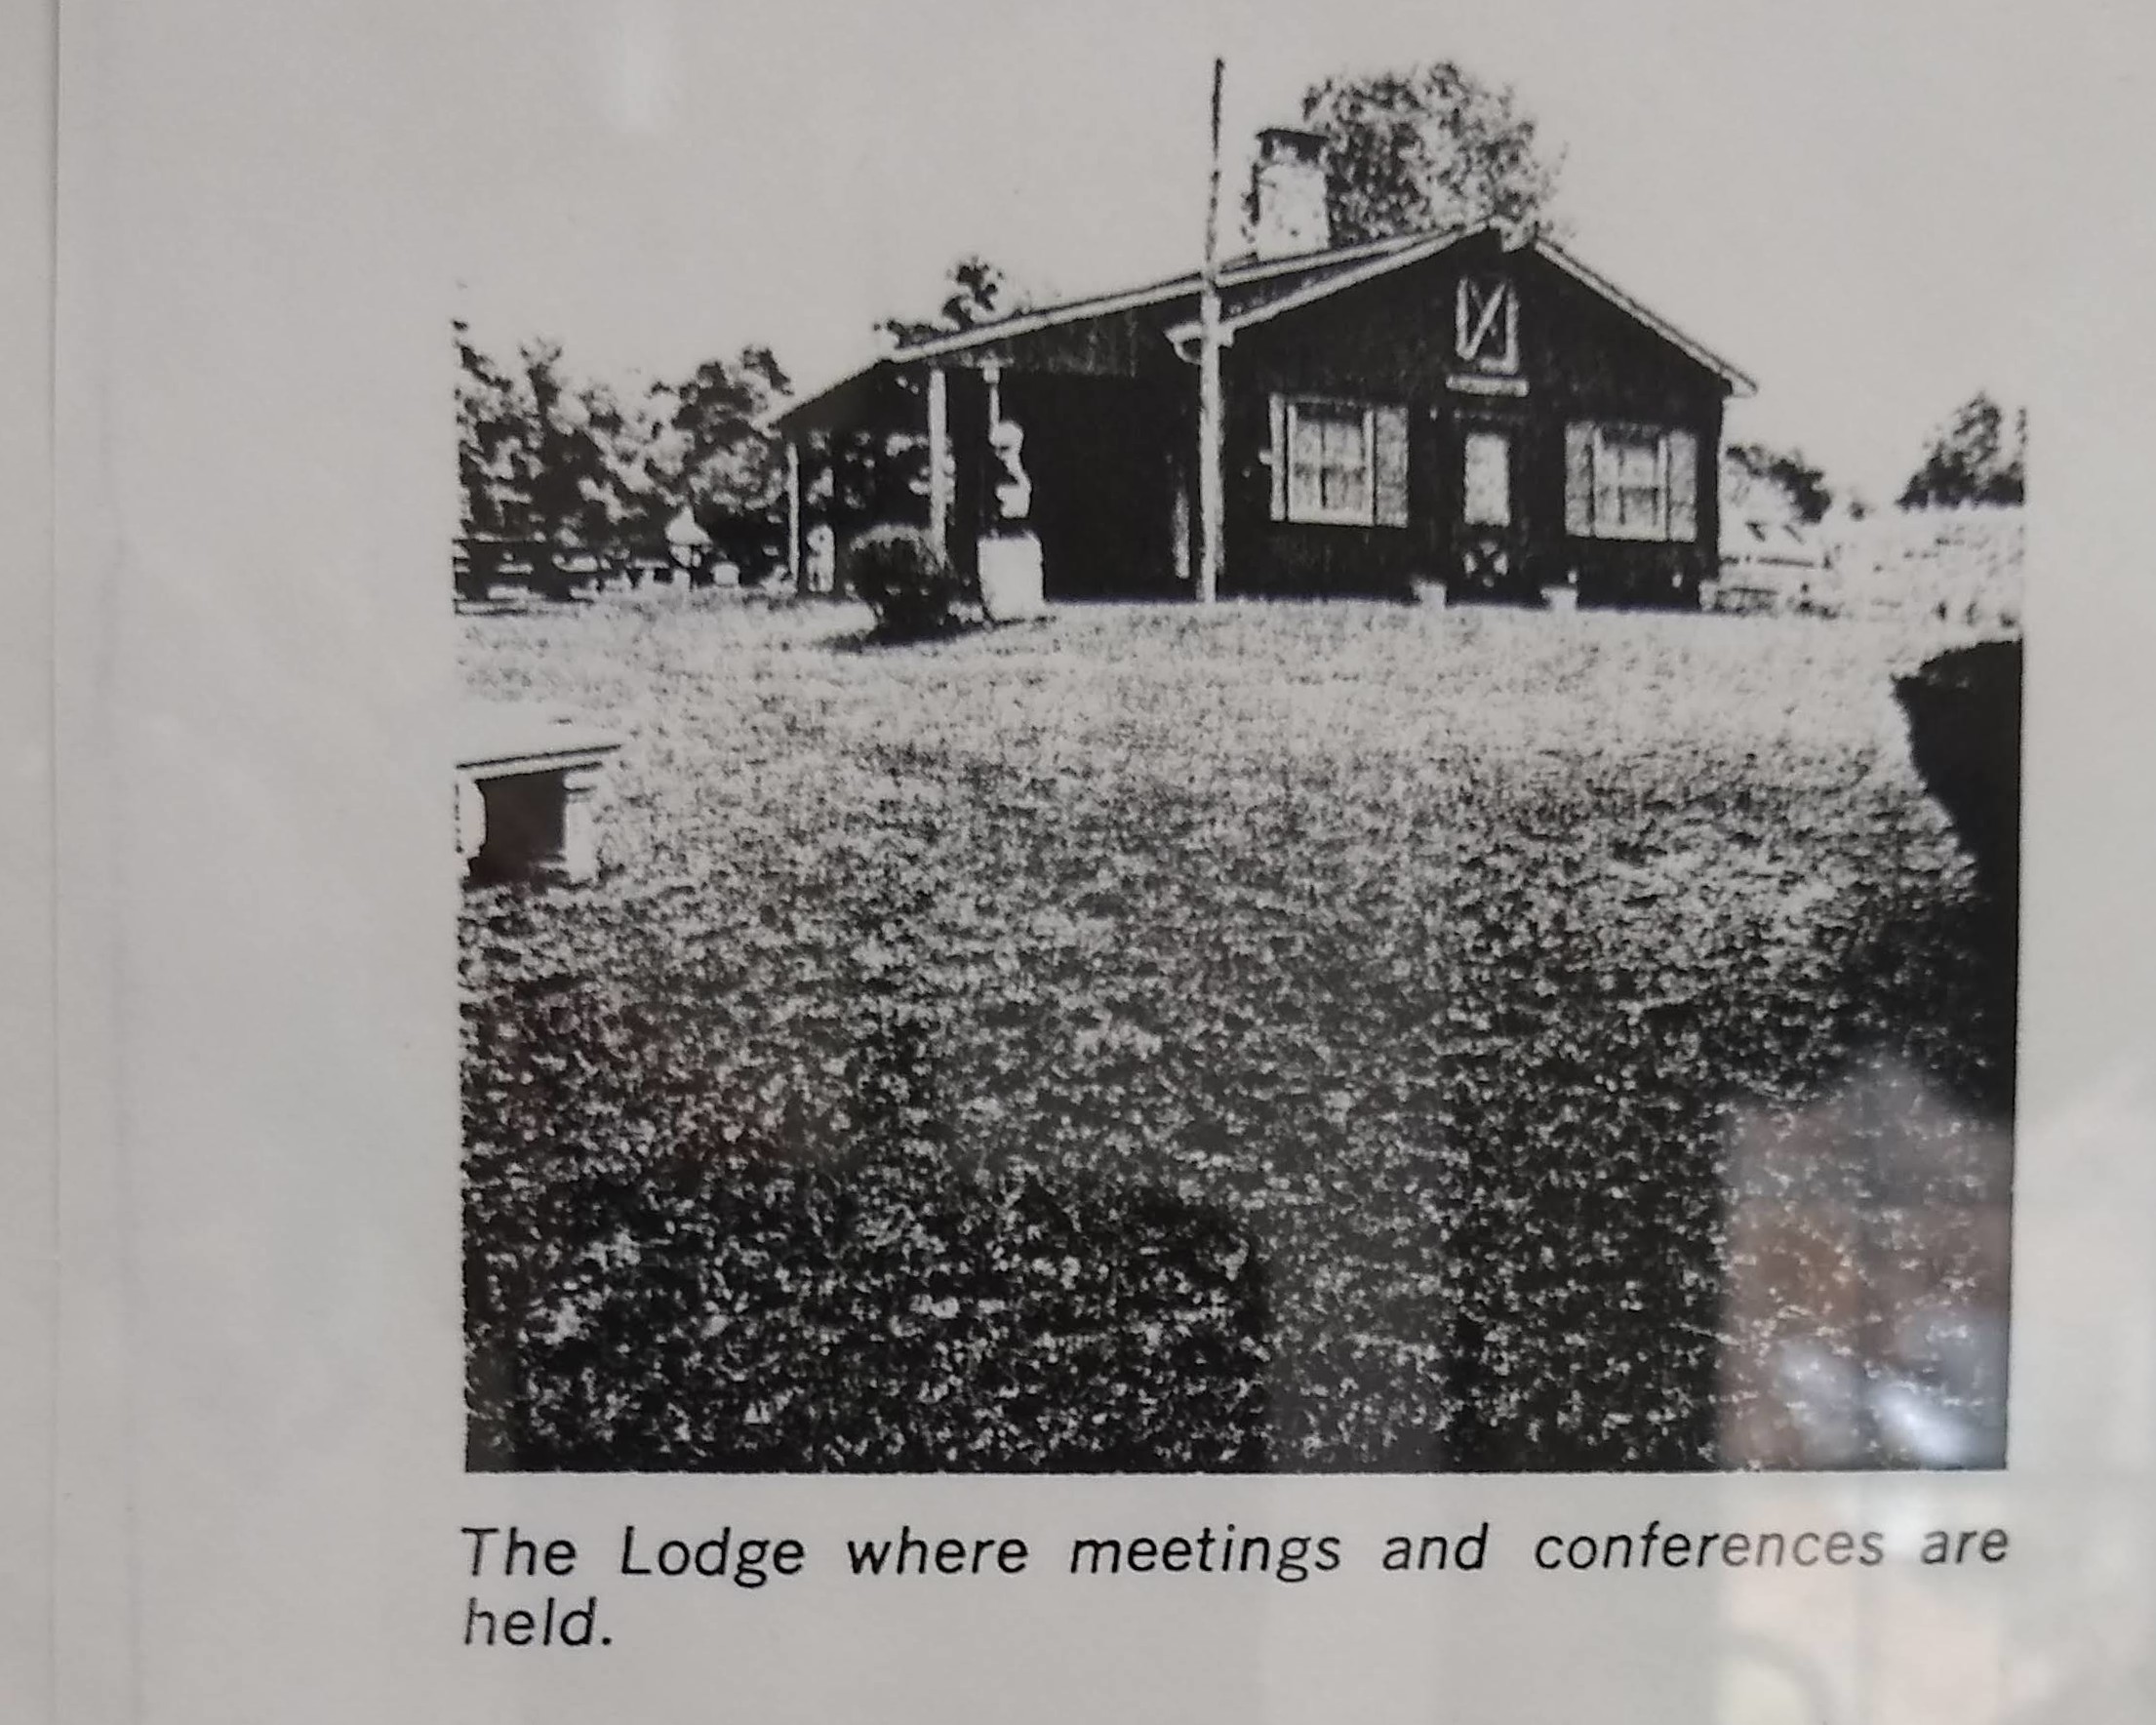 The Lodge where meetings and conferences are
held.